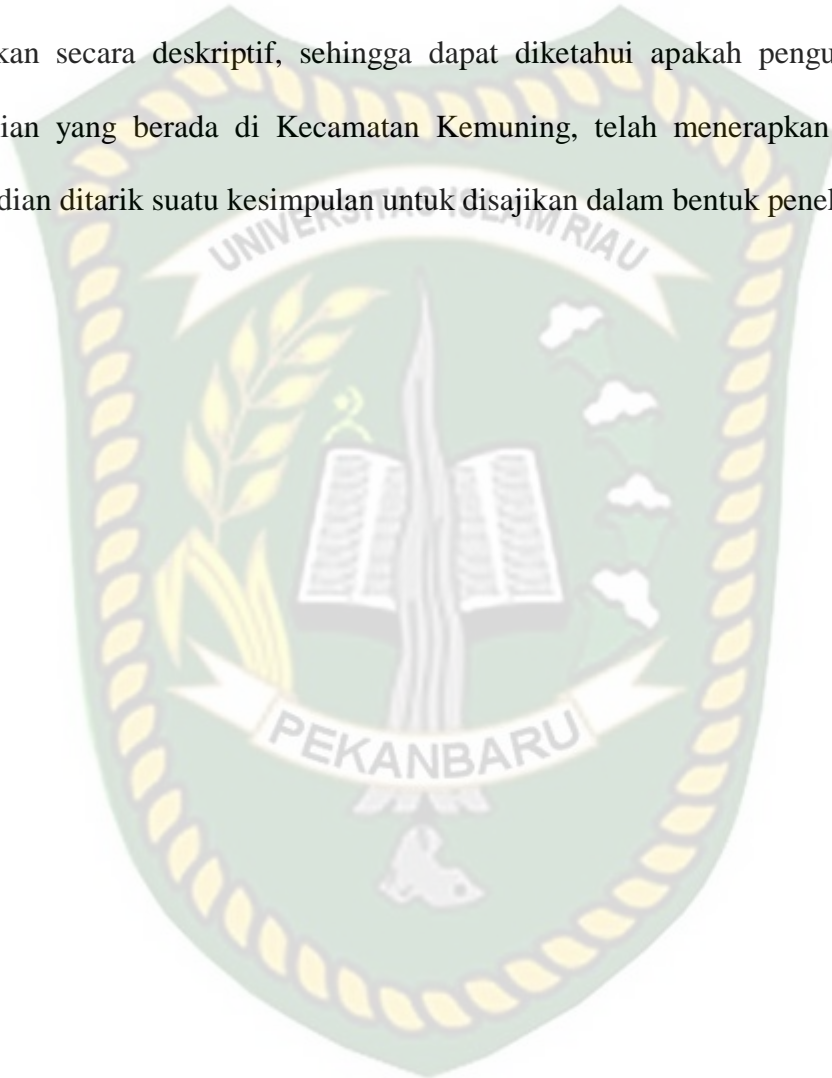 kan secara deskriptif, sehingga dapat diketahui apakah pengu
ian yang berada di Kecamatan Kemuning, telah menerapkan
dian ditarik suatu kesimpulan untuk disajikan dalam bentuk penel
UNIVERSITAS ISLAM RIAU
PEKANBARU